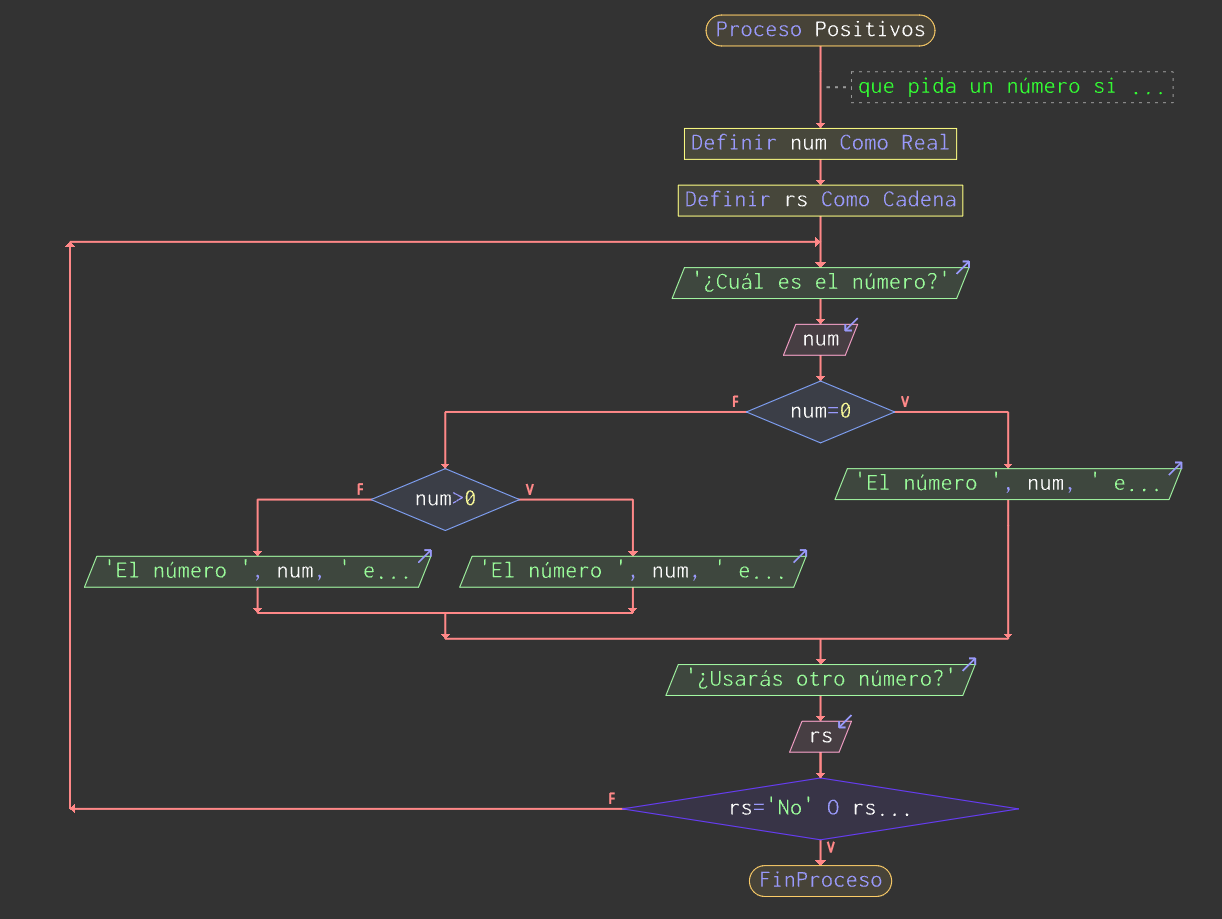 Proceso Positivos
que pida un número si ...
Definir num Como Real
Definir rs Como Cadena
'¿Cuál es el número?'
num
F
num=0
V
F
num>0
V
'El número ', num, ' e...
'El número ', num, ' e...
'El número ', num, ' e...
'¿Usarás otro número?'
rs
F
rs='No' O rs...
V
FinProceso